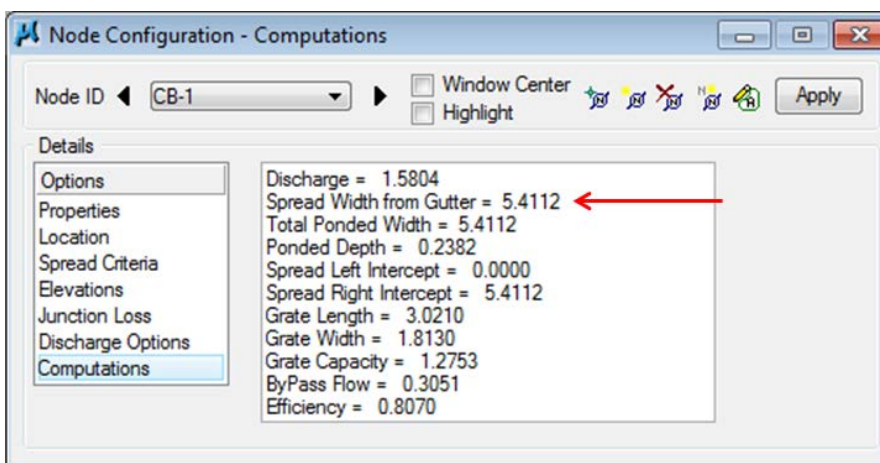 Node Configuration - Computations
Node ID CB-1 Window Center Apply
Highlight
Details
Options
Properties
Location
Spread Criteria
Elevations
Junction Loss
Discharge Options
Computations
Discharge = 1.5804
Spread Width from Gutter = 5.4112
Total Ponded Width = 5.4112
Ponded Depth = 0.2382
Spread Left Intercept = 0.0000
Spread Right Intercept = 5.4112
Grate Length = 3.0210
Grate Width = 1.8130
Grate Capacity = 1.2753
ByPass Flow = 0.3051
Efficiency = 0.8070